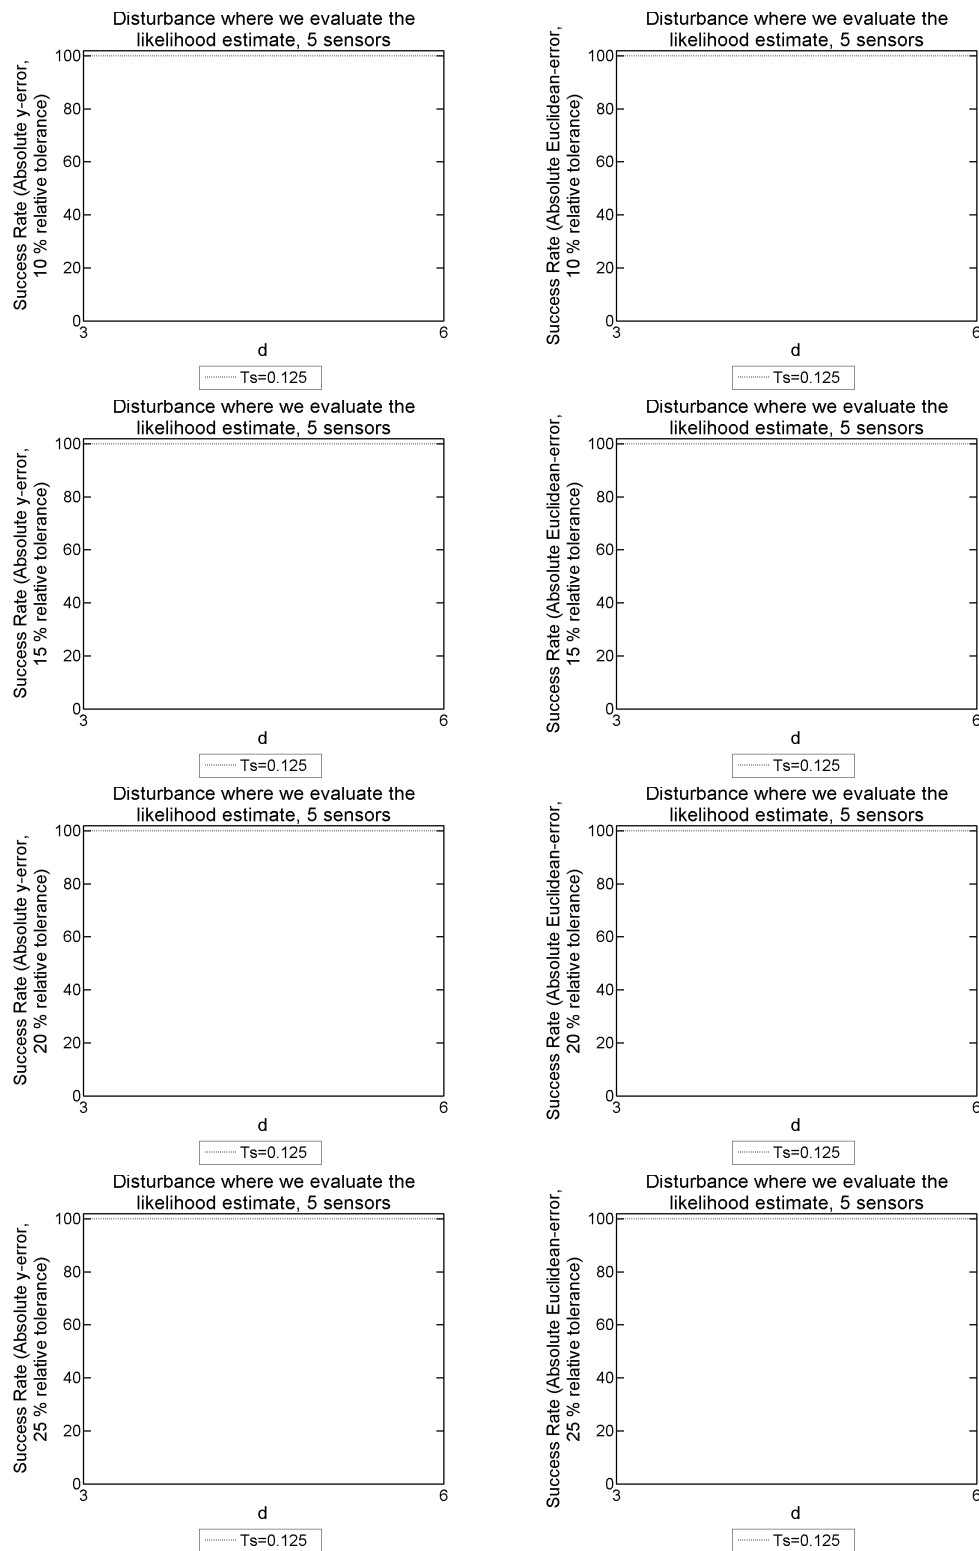 Disturbance where we evaluate the
likelihood estimate, 5 sensors
Success Rate (Absolute y-error,
10 % relative tolerance)
100
80
60
40
20
0
3
6
d
Ts=0.125
Disturbance where we evaluate the
likelihood estimate, 5 sensors
Success Rate (Absolute Euclidean-error,
10 % relative tolerance)
100
80
60
40
20
0
3
6
d
Ts=0.125
Disturbance where we evaluate the
likelihood estimate, 5 sensors
Success Rate (Absolute y-error,
15 % relative tolerance)
100
80
60
40
20
0
3
6
d
Ts=0.125
Disturbance where we evaluate the
likelihood estimate, 5 sensors
Success Rate (Absolute Euclidean-error,
15 % relative tolerance)
100
80
60
40
20
0
3
6
d
Ts=0.125
Disturbance where we evaluate the
likelihood estimate, 5 sensors
Success Rate (Absolute y-error,
20 % relative tolerance)
100
80
60
40
20
0
3
6
d
Ts=0.125
Disturbance where we evaluate the
likelihood estimate, 5 sensors
Success Rate (Absolute Euclidean-error,
20 % relative tolerance)
100
80
60
40
20
0
3
6
d
Ts=0.125
Disturbance where we evaluate the
likelihood estimate, 5 sensors
Success Rate (Absolute y-error,
25 % relative tolerance)
100
80
60
40
20
0
3
6
d
Ts=0.125
Disturbance where we evaluate the
likelihood estimate, 5 sensors
Success Rate (Absolute Euclidean-error,
25 % relative tolerance)
100
80
60
40
20
0
3
6
d
Ts=0.125